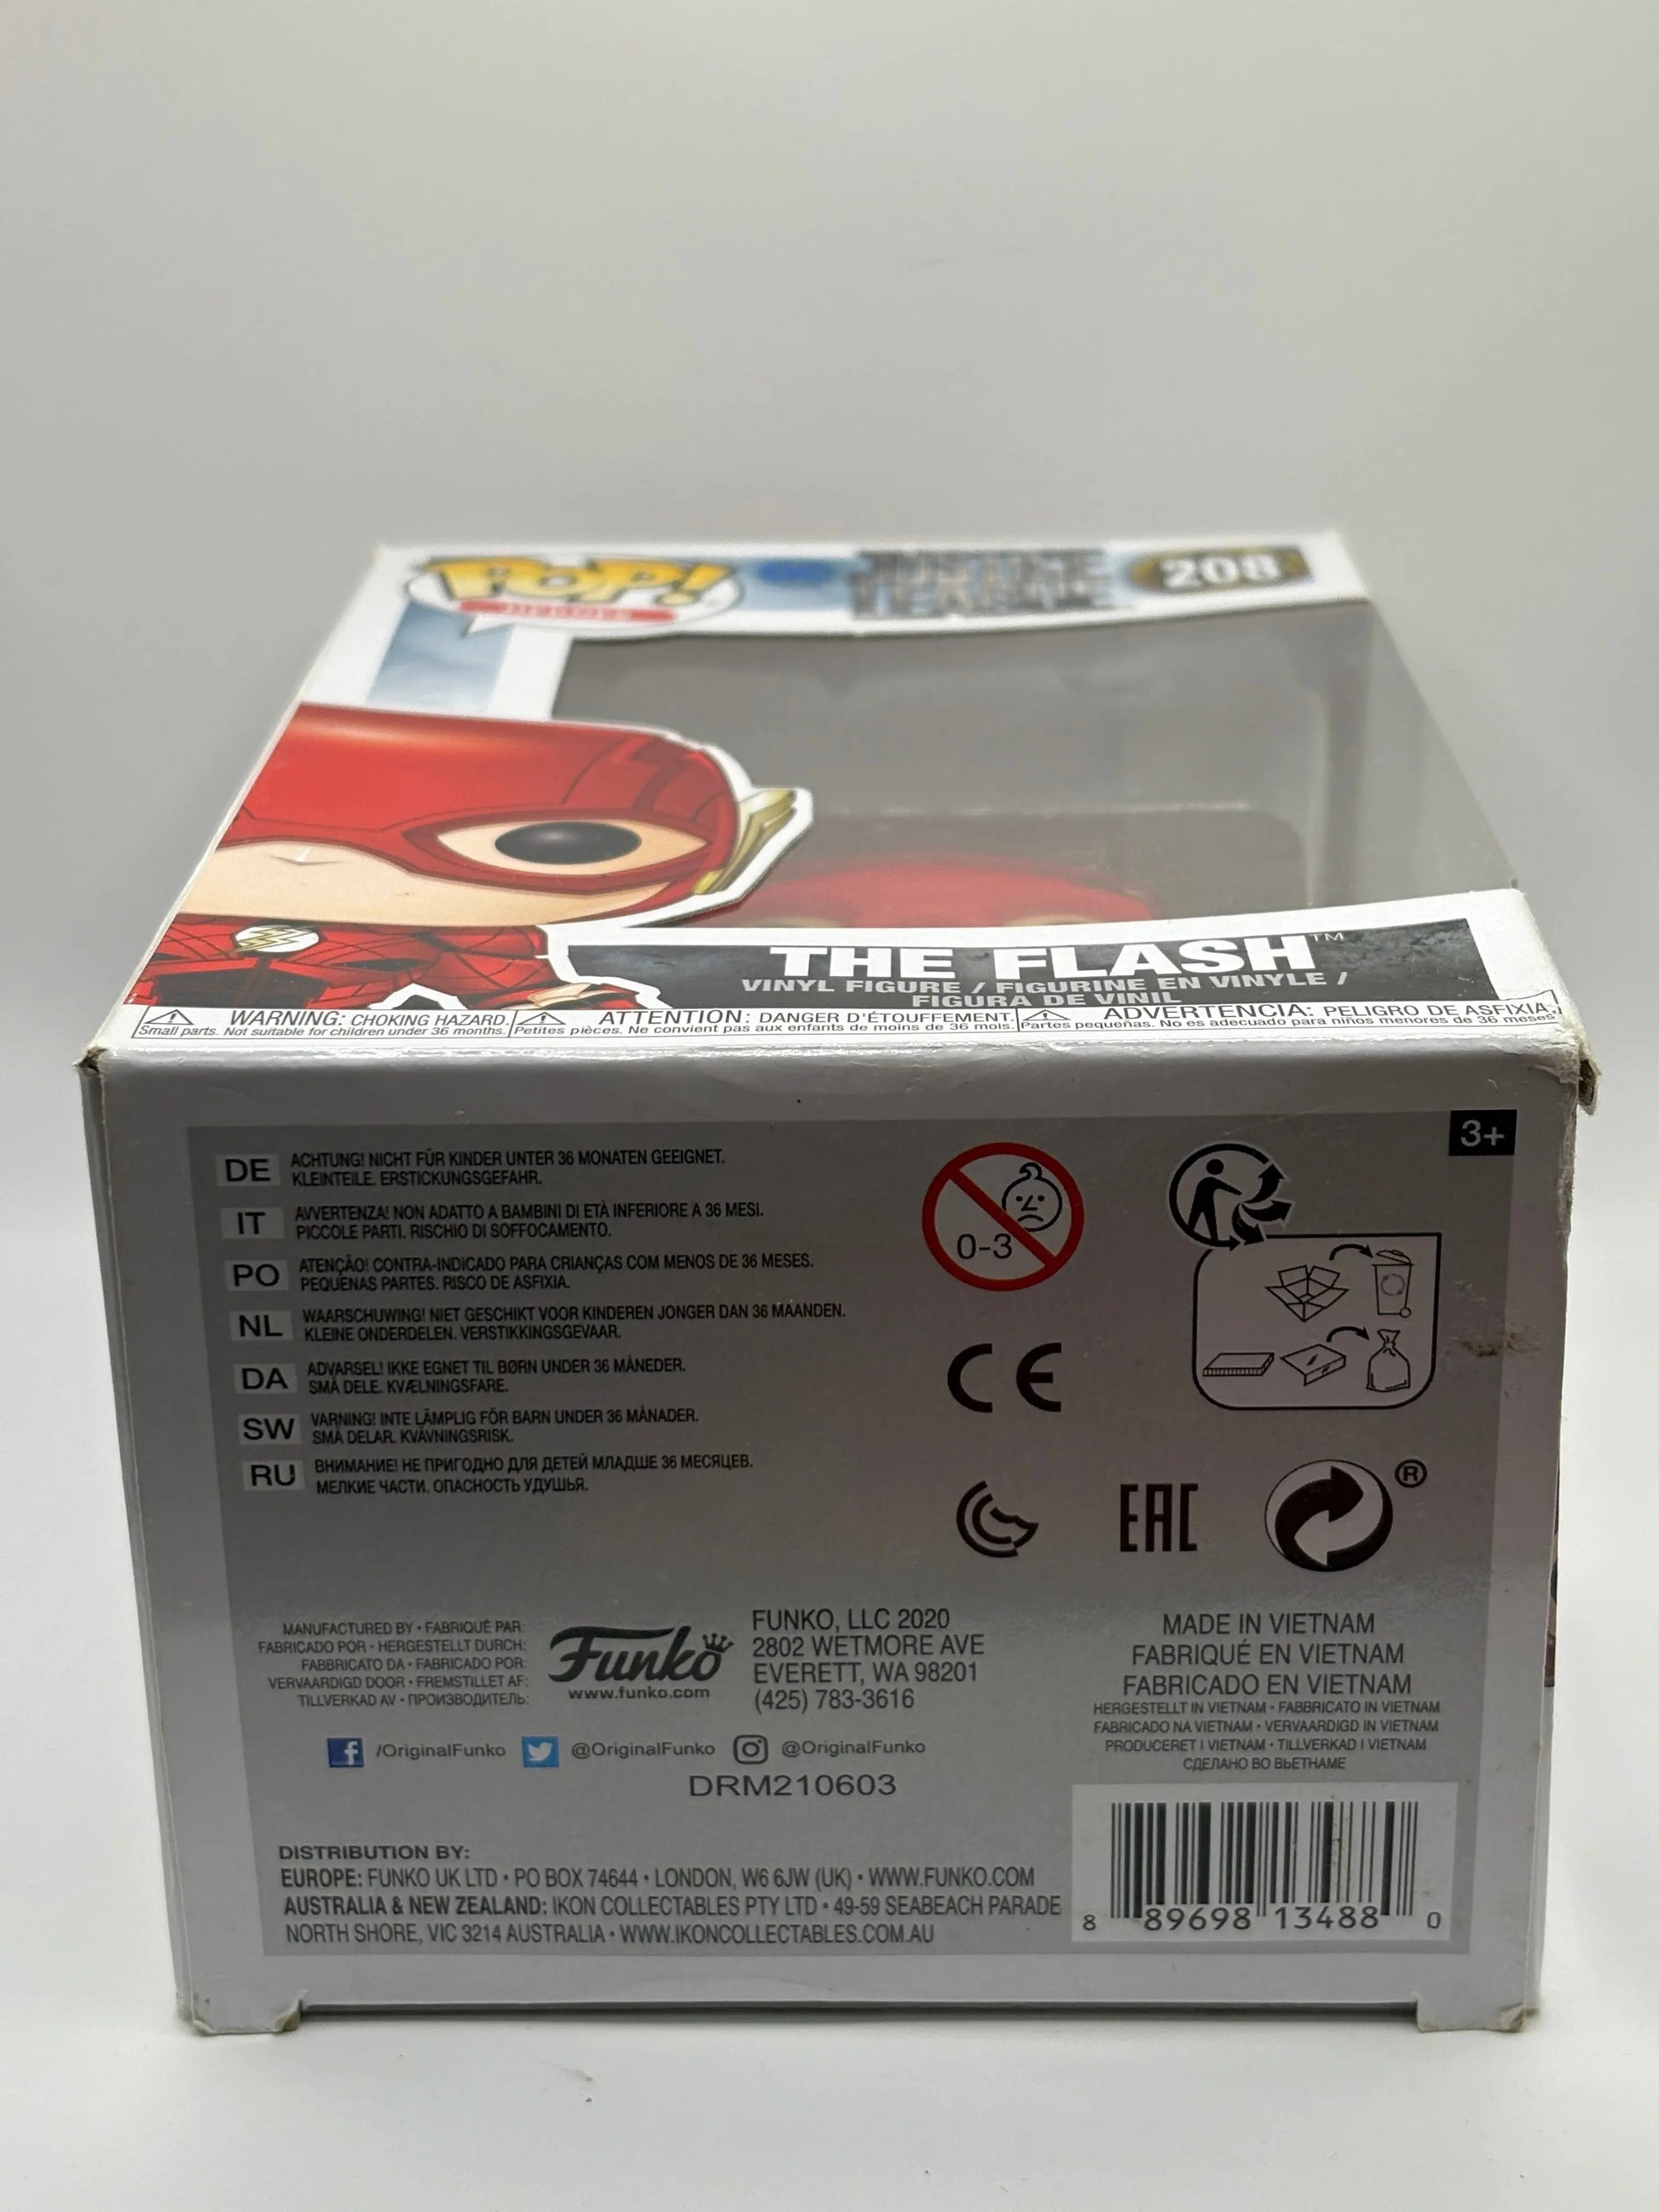 POP!
HEROES
JUSTICE
LEAGUE
208
THE FLASH™
VINYL FIGURE / FIGURINE EN VINYLE /
FIGURA DE VINIL
WARNING: CHOKING HAZARD.
Small parts. Not suitable for children under 36 months.
ATTENTION: DANGER D'ÉTOUFFEMENT.
Petites pièces. Ne convient pas aux enfants de moins de 36 mois.
ADVERTENCIA: PELIGRO DE ASFIXIA.
Partes pequeñas. No es adecuado para niños menores de 36 meses
3+
DE ACHTUNG! NICHT FÜR KINDER UNTER 36 MONATEN GEEIGNET.
KLEINTEILE. ERSTICKUNGSGEFAHR.
IT AVVERTENZA! NON ADATTO A BAMBINI DI ETÀ INFERIORE A 36 MESI.
PICCOLE PARTI. RISCHIO DI SOFFOCAMENTO.
PO ATENÇÃO! CONTRA-INDICADO PARA CRIANÇAS COM MENOS DE 36 MESES.
PEQUENAS PARTES. RISCO DE ASFIXIA.
NL WAARSCHUWING! NIET GESCHIKT VOOR KINDEREN JONGER DAN 36 MAANDEN.
KLEINE ONDERDELEN. VERSTIKKINGSGEVAAR.
DA ADVARSEL! IKKE EGNET TIL BØRN UNDER 36 MÅNEDER.
SMÅ DELE. KVÆLNINGSFARE.
SW VARNING! INTE LÄMPLIG FÖR BARN UNDER 36 MÅNADER.
SMÅ DELAR. KVÄVNINGSRISK.
RU ВНИМАНИЕ! НЕ ПРИГОДНО ДЛЯ ДЕТЕЙ МЛАДШЕ 36 МЕСЯЦЕВ.
МЕЛКИЕ ЧАСТИ. ОПАСНОСТЬ УДУШЬЯ.
0-3
CE
EAC
®
MANUFACTURED BY • FABRIQUÉ PAR:
FABRICADO POR • HERGESTELLT DURCH:
FABBRICATO DA • FABRICADO POR:
VERVAARDIGD DOOR • FREMSTILLET AF:
TILLVERKAD AV • ПРОИЗВОДИТЕЛЬ:
Funko
www.funko.com
FUNKO, LLC 2020
2802 WETMORE AVE
EVERETT, WA 98201
(425) 783-3616
MADE IN VIETNAM
FABRIQUÉ EN VIETNAM
FABRICADO EN VIETNAM
HERGESTELLT IN VIETNAM • FABBRICATO IN VIETNAM
FABRICADO NA VIETNAM • VERVAARDIGD IN VIETNAM
PRODUCERET I VIETNAM • TILLVERKAD I VIETNAM
СДЕЛАНО ВО ВЬЕТНАМЕ
/OriginalFunko @OriginalFunko @OriginalFunko
DRM210603
DISTRIBUTION BY:
EUROPE: FUNKO UK LTD • PO BOX 74644 • LONDON, W6 6JW (UK) • WWW.FUNKO.COM
AUSTRALIA & NEW ZEALAND: IKON COLLECTABLES PTY LTD • 49-59 SEABEACH PARADE
NORTH SHORE, VIC 3214 AUSTRALIA • WWW.IKONCOLLECTABLES.COM.AU
8 89698 13488 0